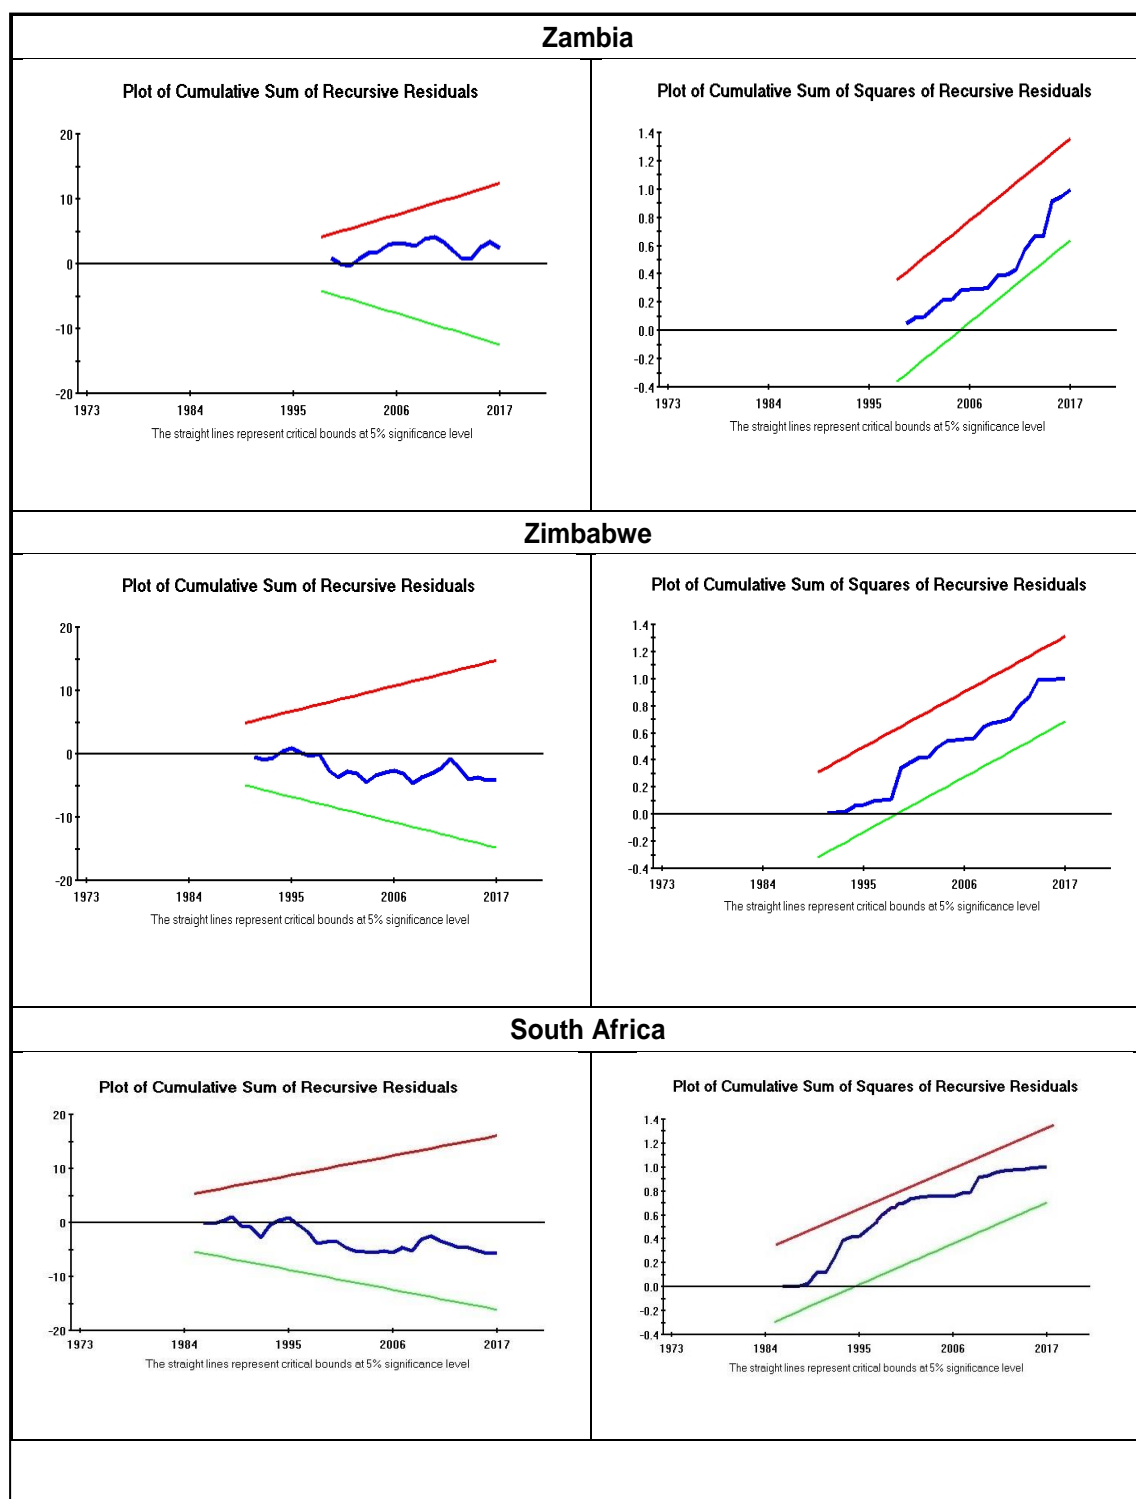 Zambia
Plot of Cumulative Sum of Recursive Residuals
20
10
0
-10
-20
1973 1984 1995 2006 2017
The straight lines represent critical bounds at 5% significance level
Plot of Cumulative Sum of Squares of Recursive Residuals
1.4
1.2
1.0
0.8
0.6
0.4
0.2
0.0
-0.2
-0.4
1973 1984 1995 2006 2017
The straight lines represent critical bounds at 5% significance level
Zimbabwe
Plot of Cumulative Sum of Recursive Residuals
20
10
0
-10
-20
1973 1984 1995 2006 2017
The straight lines represent critical bounds at 5% significance level
Plot of Cumulative Sum of Squares of Recursive Residuals
1.4
1.2
1.0
0.8
0.6
0.4
0.2
0.0
-0.2
-0.4
1973 1984 1995 2006 2017
The straight lines represent critical bounds at 5% significance level
South Africa
Plot of Cumulative Sum of Recursive Residuals
20
10
0
-10
-20
1973 1984 1995 2006 2017
The straight lines represent critical bounds at 5% significance level
Plot of Cumulative Sum of Squares of Recursive Residuals
1.4
1.2
1.0
0.8
0.6
0.4
0.2
0.0
-0.2
-0.4
1973 1984 1995 2006 2017
The straight lines represent critical bounds at 5% significance level